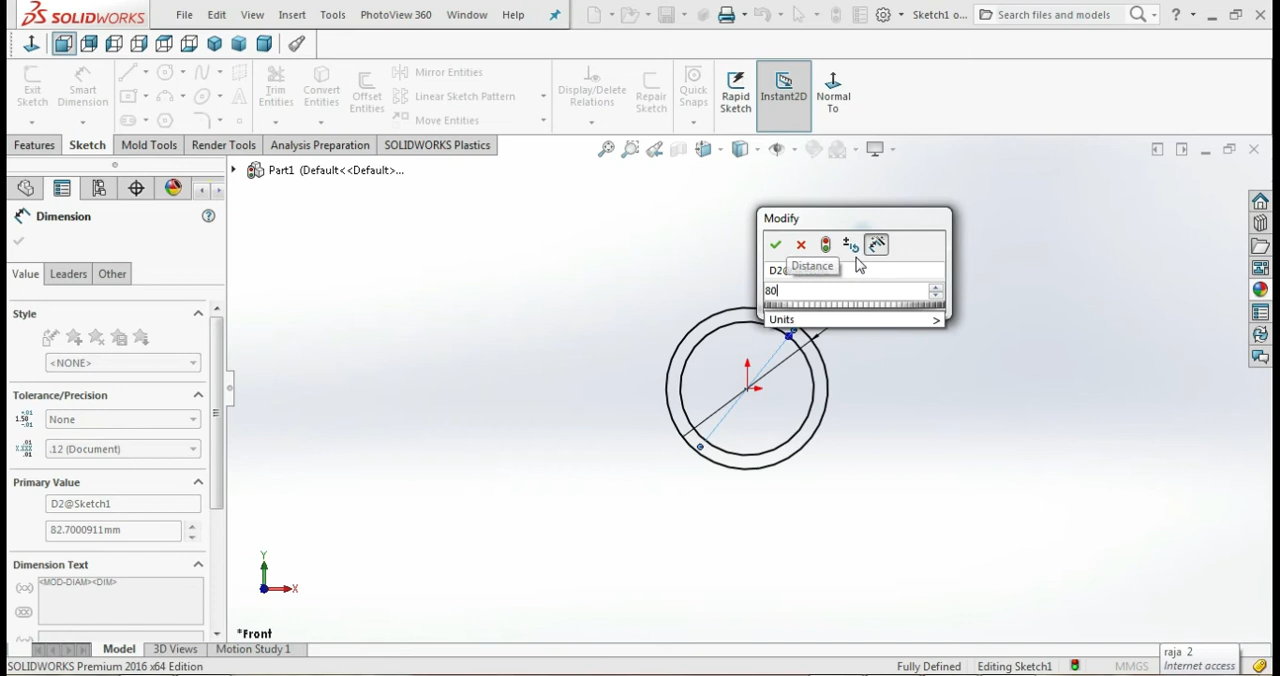 SOLIDWORKS File Edit View Insert Tools PhotoView 360 Window Help Sketch1 o... Search files and models ?
Exit Sketch
Smart Dimension
Trim Entities
Convert Entities
Offset Entities
Mirror Entities
Linear Sketch Pattern
Move Entities
Display/Delete Relations
Repair Sketch
Quick Snaps
Rapid Sketch
Instant2D
Normal To
Features Sketch Mold Tools Render Tools Analysis Preparation SOLIDWORKS Plastics
Part1 (Default<<Default>...
Dimension
Value Leaders Other
Style
<NONE>
Tolerance/Precision
None
.12 (Document)
Primary Value
D2@Sketch1
82.7000911mm
Dimension Text
<MOD-DIAM><DIM>
Modify
Distance
80
Units >
Y
X
*Front
Model 3D Views Motion Study 1
SOLIDWORKS Premium 2016 x64 Edition Fully Defined Editing Sketch1 MMGS
raja 2
Internet access